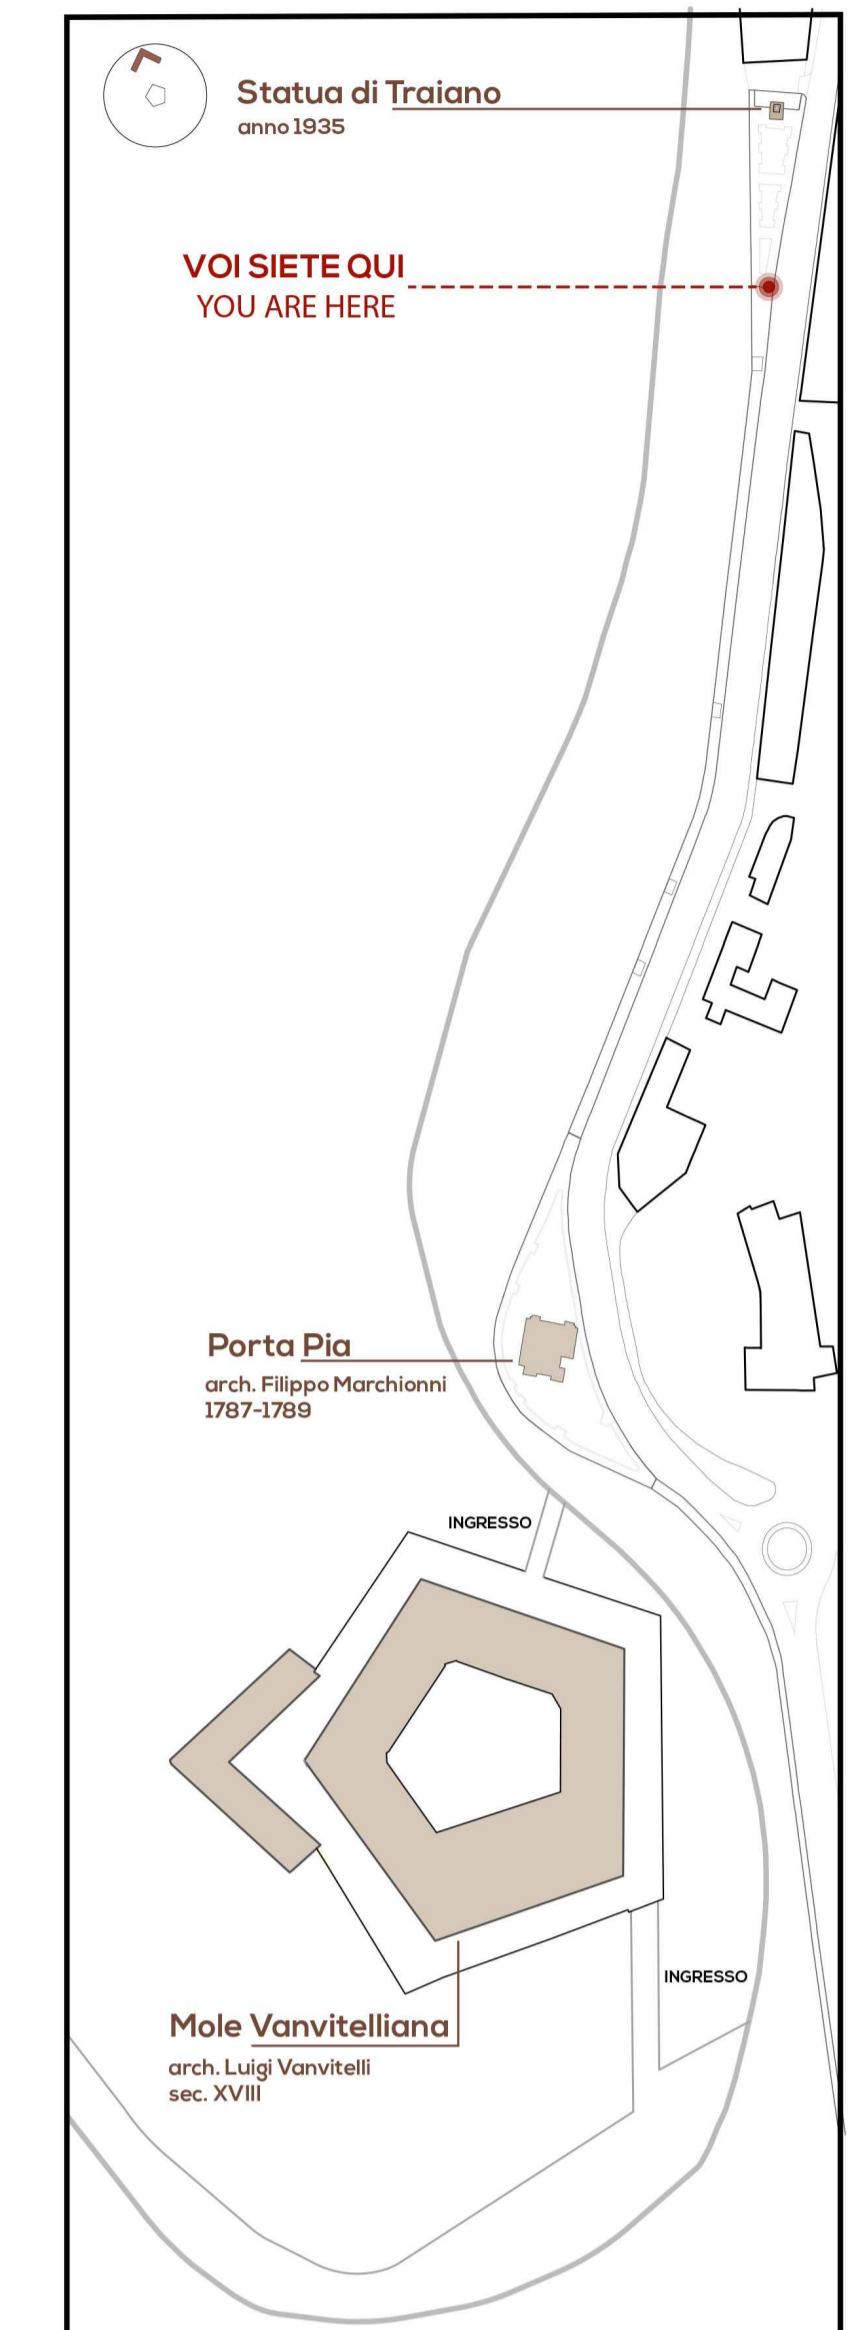 Statua di Traiano
anno 1935
VOI SIETE QUI
YOU ARE HERE
Porta Pia
arch. Filippo Marchionni
1787-1789
INGRESSO
INGRESSO
Mole Vanvitelliana
arch. Luigi Vanvitelli
sec. XVIII